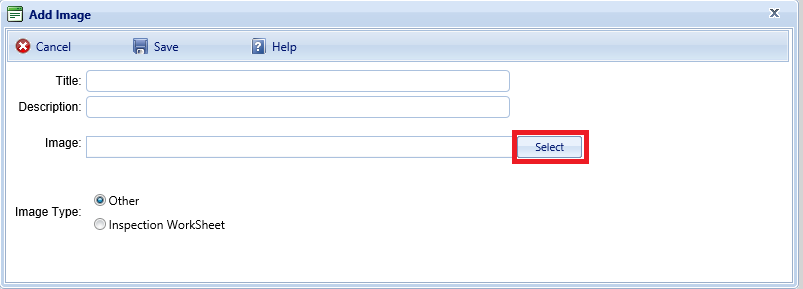 Add Image
Cancel Save Help
Title:
Description:
Image: Select
Image Type: Other
Inspection WorkSheet